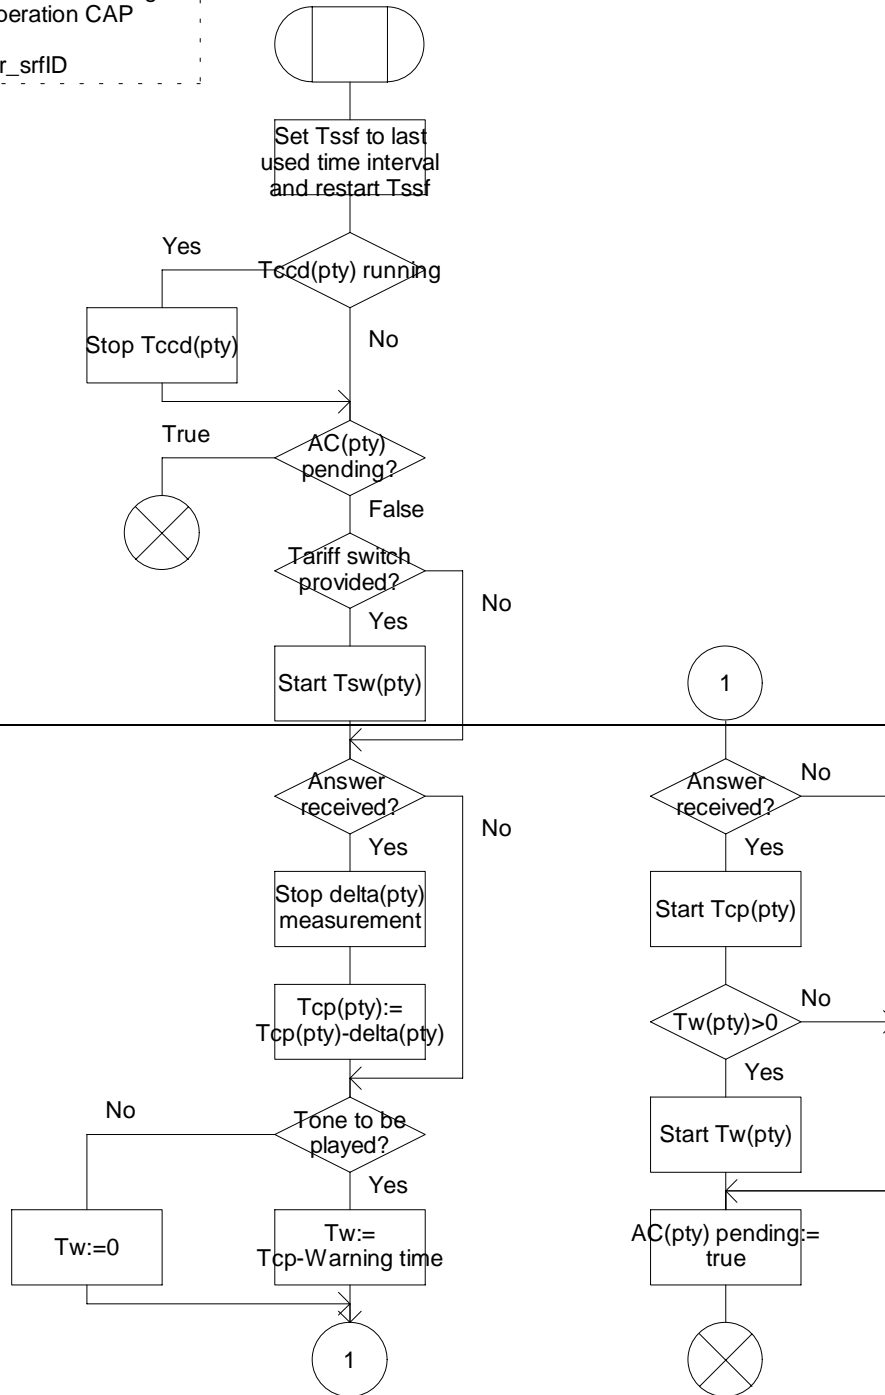 operation CAP
r_srfID
Set Tssf to last
used time interval
and restart Tssf
Yes
Tccd(pty) running
Stop Tccd(pty)
No
True
AC(pty)
pending?
False
Tariff switch
provided?
No
Yes
Start Tsw(pty)
Answer
received?
No
Yes
Stop delta(pty)
measurement
Tcp(pty):=
Tcp(pty)-delta(pty)
No
Tone to be
played?
Yes
Tw:=0
Tw:=
Tcp-Warning time
1
1
Answer
received?
No
Yes
Start Tcp(pty)
Tw(pty)>0
No
Yes
Start Tw(pty)
AC(pty) pending:=
true